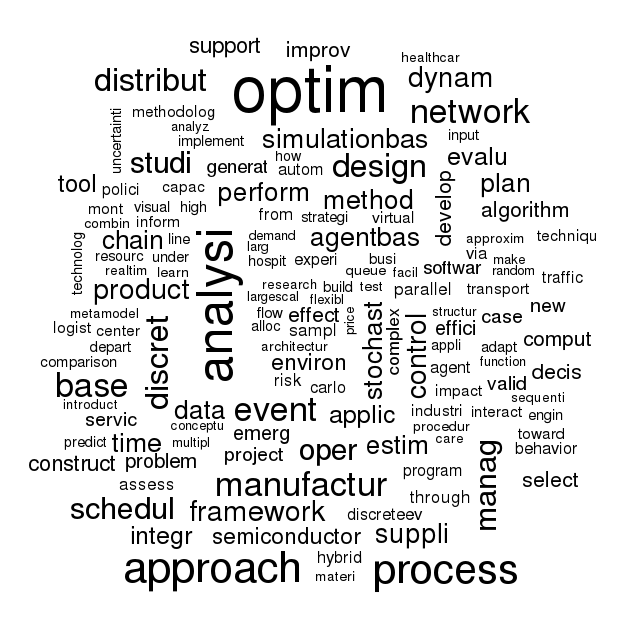 support
improv
healthcar
distribut
optim
dynam
network
methodolog
analyz
implement
uncertainti
simulationbas
input
studi
generat
how
autom
design
evalu
tool
polici
capac
perform
method
develop
plan
mont
visual
high
from
strategi
virtual
algorithm
combin
inform
chain
line
analysi
demand
larg
agentbas
approxim
techniqu
technolog
resourc
under
hospit
experi
busi
via
make
realtim
learn
queue
facil
softwar
random
traffic
product
research
build
test
parallel
transport
largescal
flexibl
metamodel
flow
effect
price
stochast
complex
control
structur
effici
case
new
logist
center
discret
alloc
sampl
depart
architectur
appli
adapt
comput
comparison
environ
agent
function
decis
base
risk
carlo
impact
valid
sequenti
introduct
data
event
applic
industri
interact
engin
servic
conceptu
procedur
toward
predict
time
multipl
emerg
oper
estim
care
behavior
construct
problem
project
manag
assess
manufactur
program
select
schedul
framework
discreteev
through
integr
semiconductor
suppli
approach
hybrid
materi
process